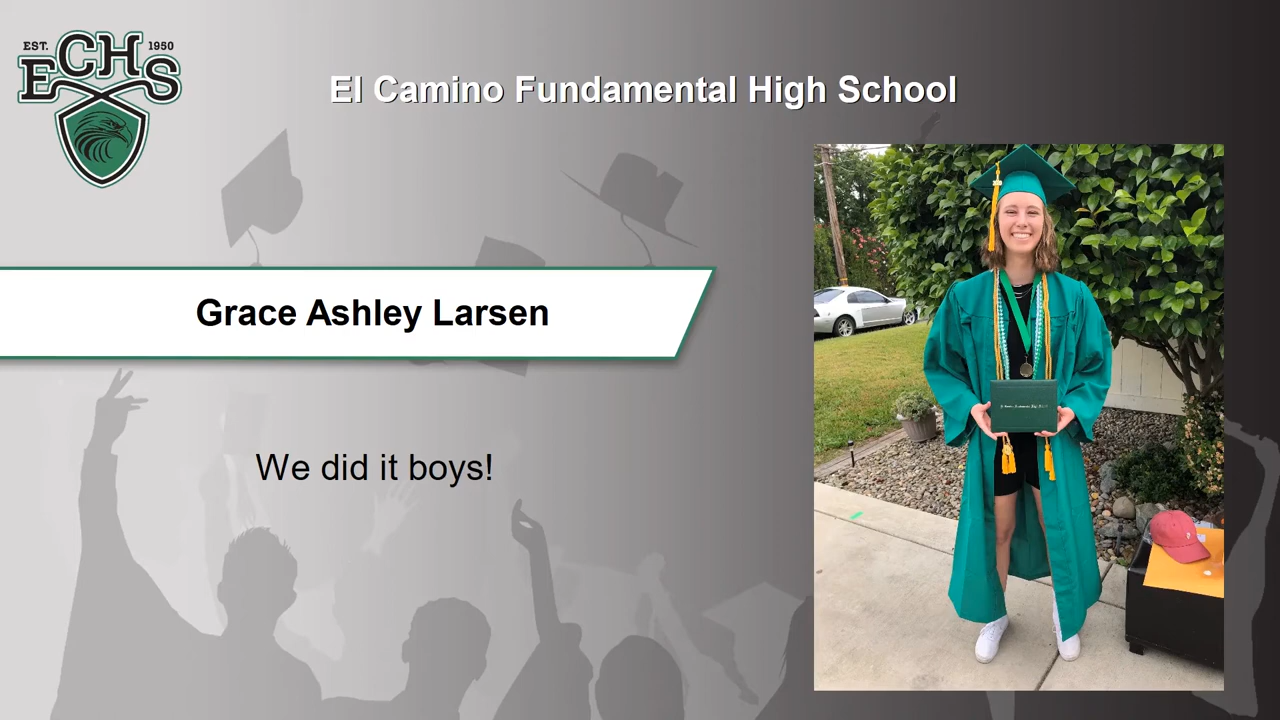 EST. ECHS 1950
El Camino Fundamental High School
Grace Ashley Larsen
We did it boys!